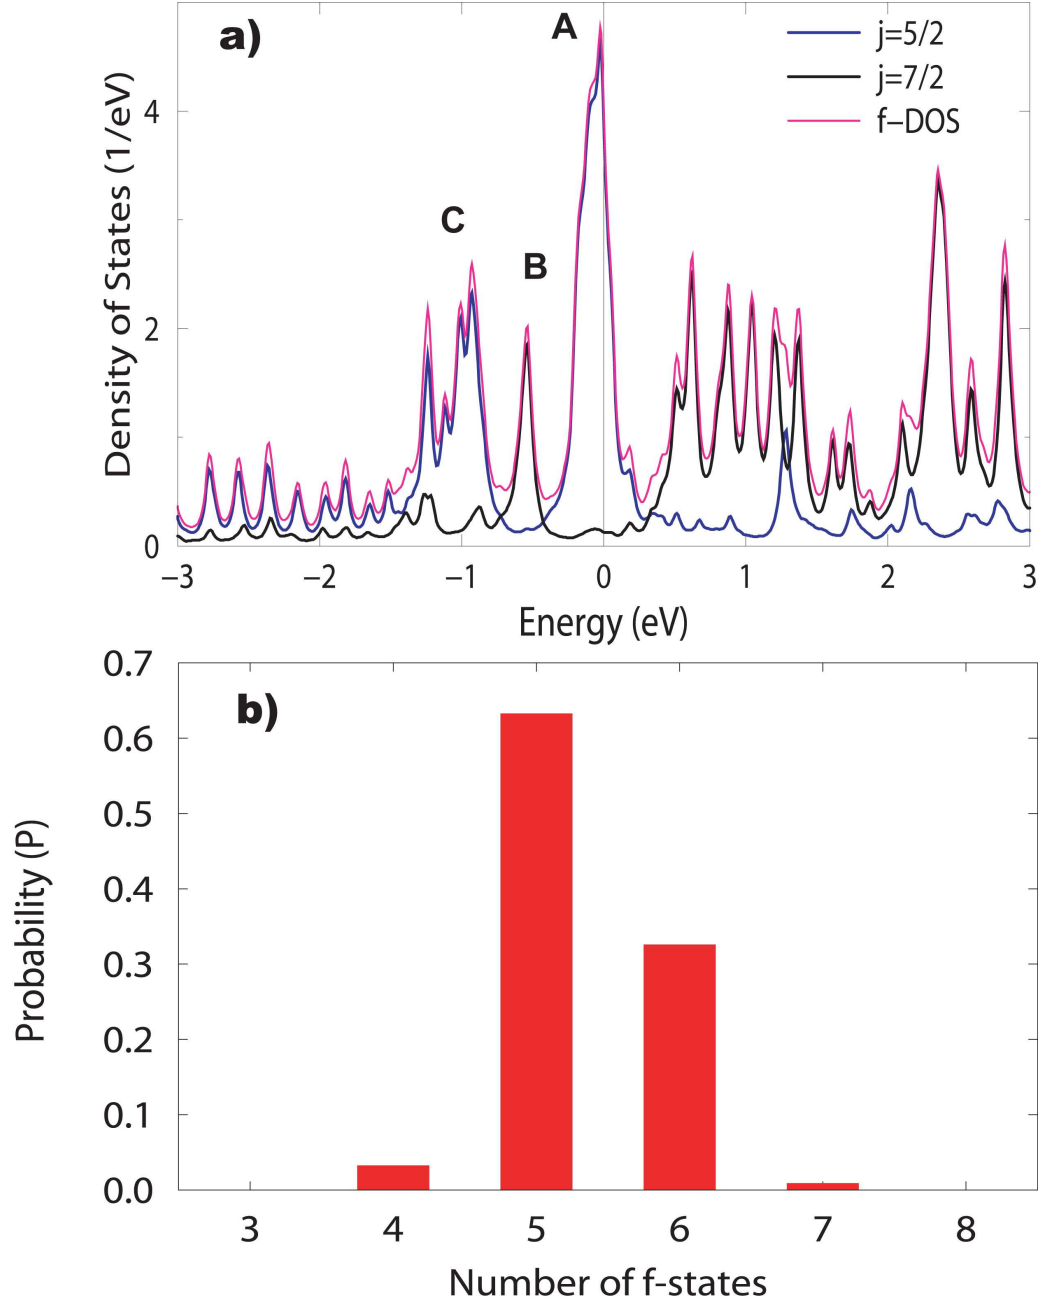 a)
A
B
C
j=5/2
j=7/2
f−DOS
Density of States (1/eV)
4
2
0
−3 −2 −1 0 1 2 3
Energy (eV)
b)
Probability (P)
0.7
0.6
0.5
0.4
0.3
0.2
0.1
0.0
3 4 5 6 7 8
Number of f-states